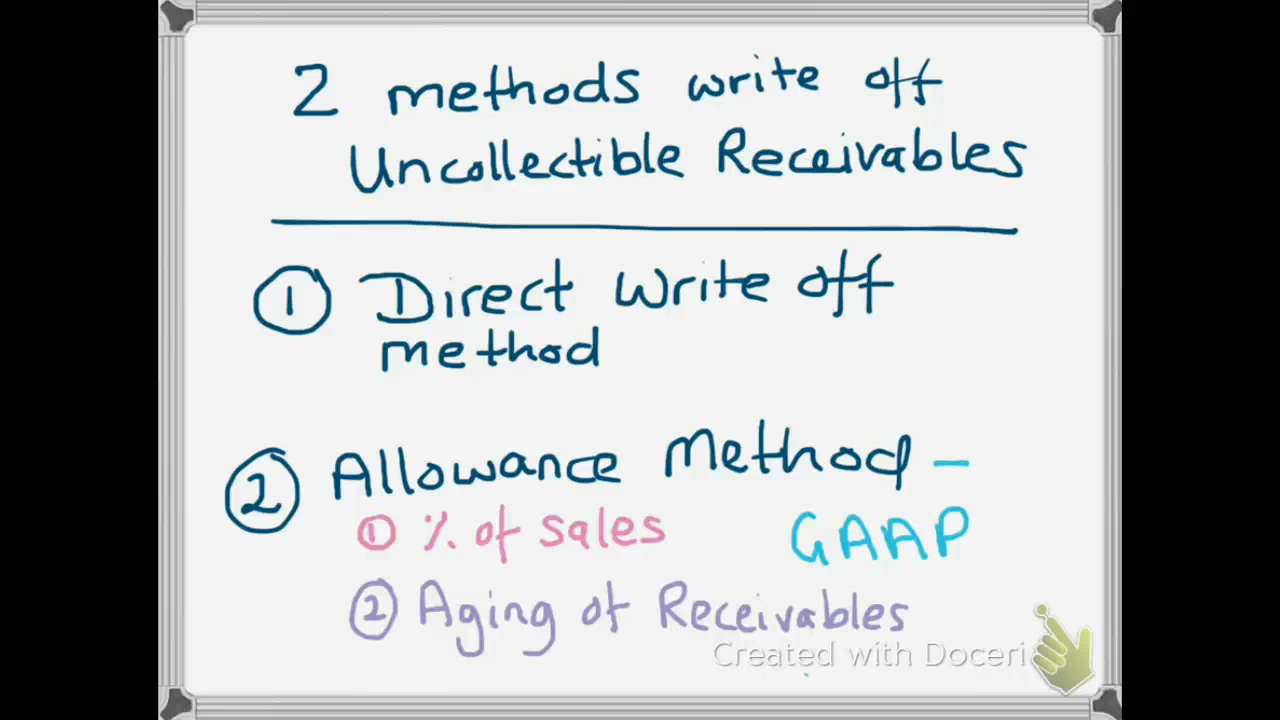 2 methods write off
Uncollectible Receivables
① Direct write off
method
② Allowance Method –
① % of sales GAAP
② Aging of Receivables
Created with Doceri